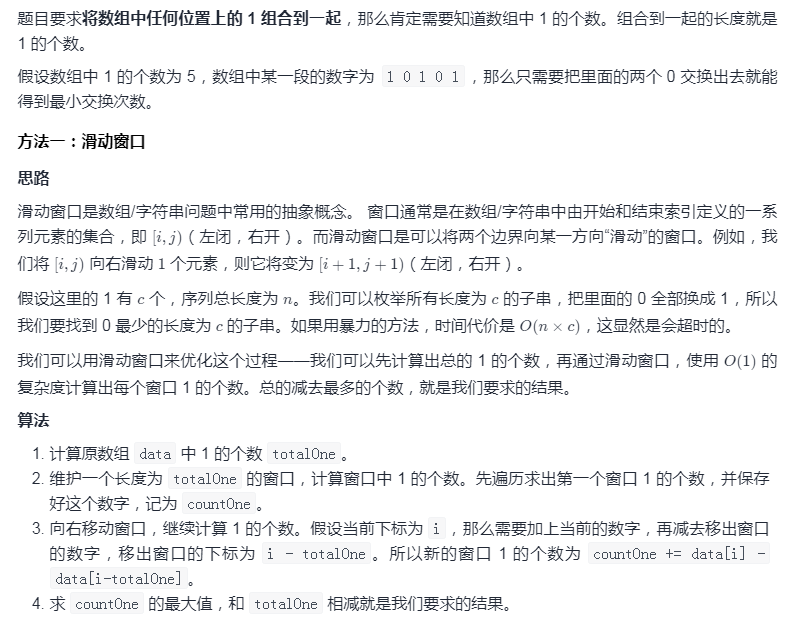 题目要求将数组中任何位置上的 1 组合到一起，那么肯定需要知道数组中 1 的个数。组合到一起的长度就是
1 的个数。
假设数组中 1 的个数为 5，数组中某一段的数字为 1 0 1 0 1 ，那么只需要把里面的两个 0 交换出去就能
得到最小交换次数。
方法一：滑动窗口
思路
滑动窗口是数组/字符串问题中常用的抽象概念。 窗口通常是在数组/字符串中由开始和结束索引定义的一系
列元素的集合，即 [i, j)（左闭，右开）。而滑动窗口是可以将两个边界向某一方向“滑动”的窗口。例如，我
们将 [i, j) 向右滑动 1 个元素，则它将变为 [i + 1, j + 1)（左闭，右开）。
假设这里的 1 有 c 个，序列总长度为 n。我们可以枚举所有长度为 c 的子串，把里面的 0 全部换成 1，所以
我们要找到 0 最少的长度为 c 的子串。如果用暴力的方法，时间代价是 O(n × c)，这显然是会超时的。
我们可以用滑动窗口来优化这个过程——我们可以先计算出总的 1 的个数，再通过滑动窗口，使用 O(1) 的
复杂度计算出每个窗口 1 的个数。总的减去最多的个数，就是我们要求的结果。
算法
1. 计算原数组 data 中 1 的个数 totalOne 。
2. 维护一个长度为 totalOne 的窗口，计算窗口中 1 的个数。先遍历求出第一个窗口 1 的个数，并保存
好这个数字，记为 countOne 。
3. 向右移动窗口，继续计算 1 的个数。假设当前下标为 i ，那么需要加上当前的数字，再减去移出窗口
的数字，移出窗口的下标为 i - totalOne 。所以新的窗口 1 的个数为 countOne += data[i] -
data[i-totalOne] 。
4. 求 countOne 的最大值，和 totalOne 相减就是我们要求的结果。